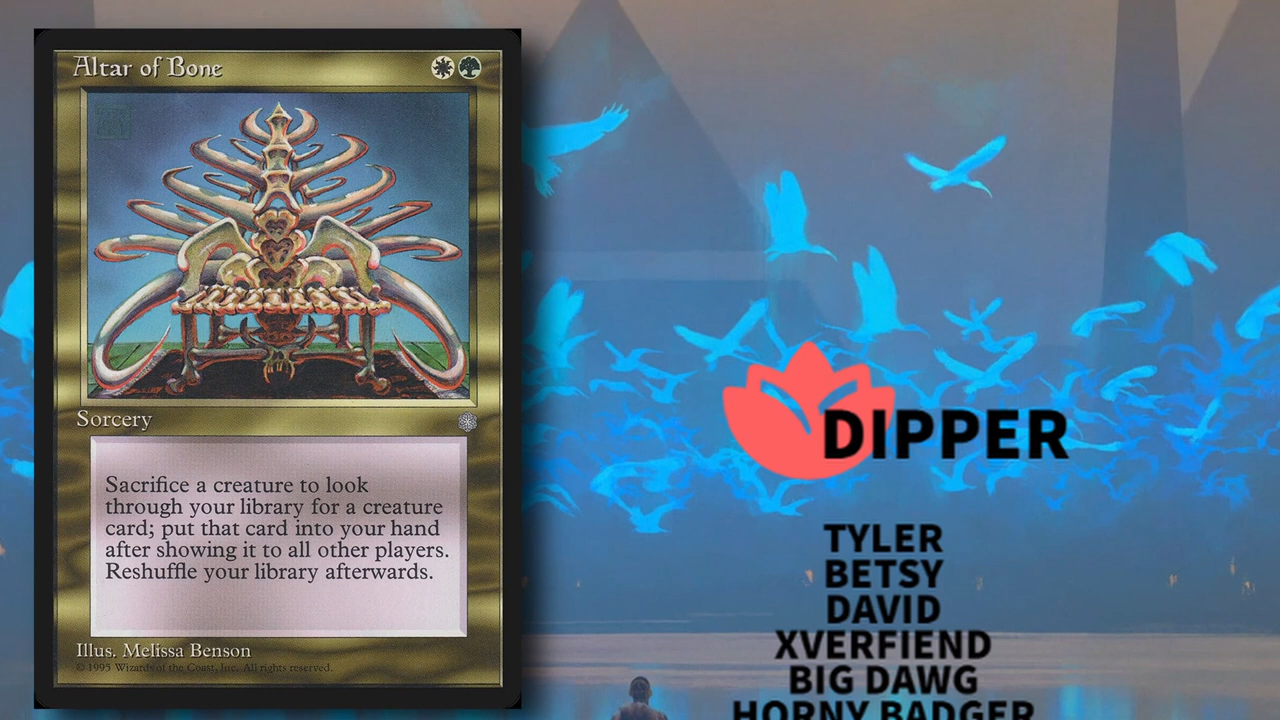 Altar of Bone
Sorcery
Sacrifice a creature to look
through your library for a creature
card; put that card into your hand
after showing it to all other players.
Reshuffle your library afterwards.
Illus. Melissa Benson
© 1995 Wizards of the Coast, Inc. All rights reserved.
DIPPER
TYLER
BETSY
DAVID
XVERFIEND
BIG DAWG
HORNY BADGER